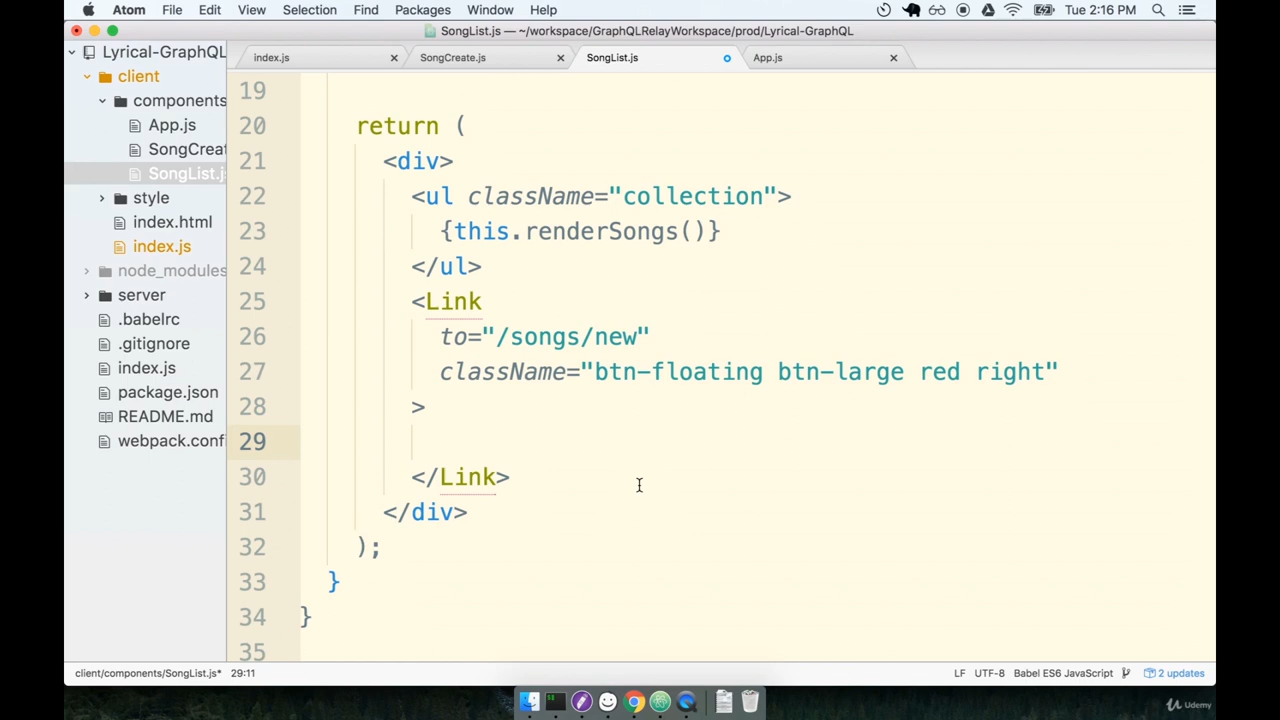 Atom File Edit View Selection Find Packages Window Help Tue 2:16 PM
SongList.js — ~/workspace/GraphQLRelayWorkspace/prod/Lyrical-GraphQL
Lyrical-GraphQL
client
components
App.js
SongCreat
SongList.js
style
index.html
index.js
node_modules
server
.babelrc
.gitignore
index.js
package.json
README.md
webpack.confi
index.js SongCreate.js SongList.js App.js
19
20 return (
21 <div>
22 <ul className="collection">
23 {this.renderSongs()}
24 </ul>
25 <Link
26 to="/songs/new"
27 className="btn-floating btn-large red right"
28 >
29
30 </Link>
31 </div>
32 );
33 }
34 }
35
client/components/SongList.js* 29:11 LF UTF-8 Babel ES6 JavaScript 2 updates
Udemy